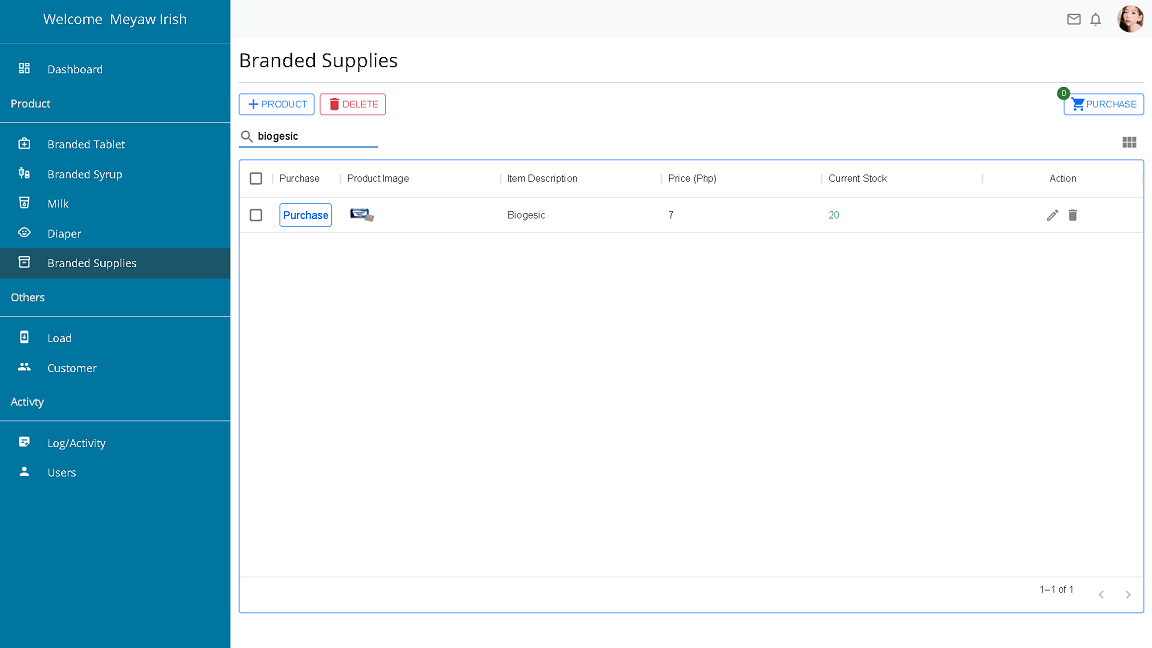 Welcome Meyaw Irish
Dashboard
Product
Branded Tablet
Branded Syrup
Milk
Diaper
Branded Supplies
Others
Load
Customer
Activty
Log/Activity
Users
Branded Supplies
PRODUCT
DELETE
0
PURCHASE
biogesic
Purchase Product Image Item Description Price (Php) Current Stock Action
Purchase Biogesic 7 20
1–1 of 1